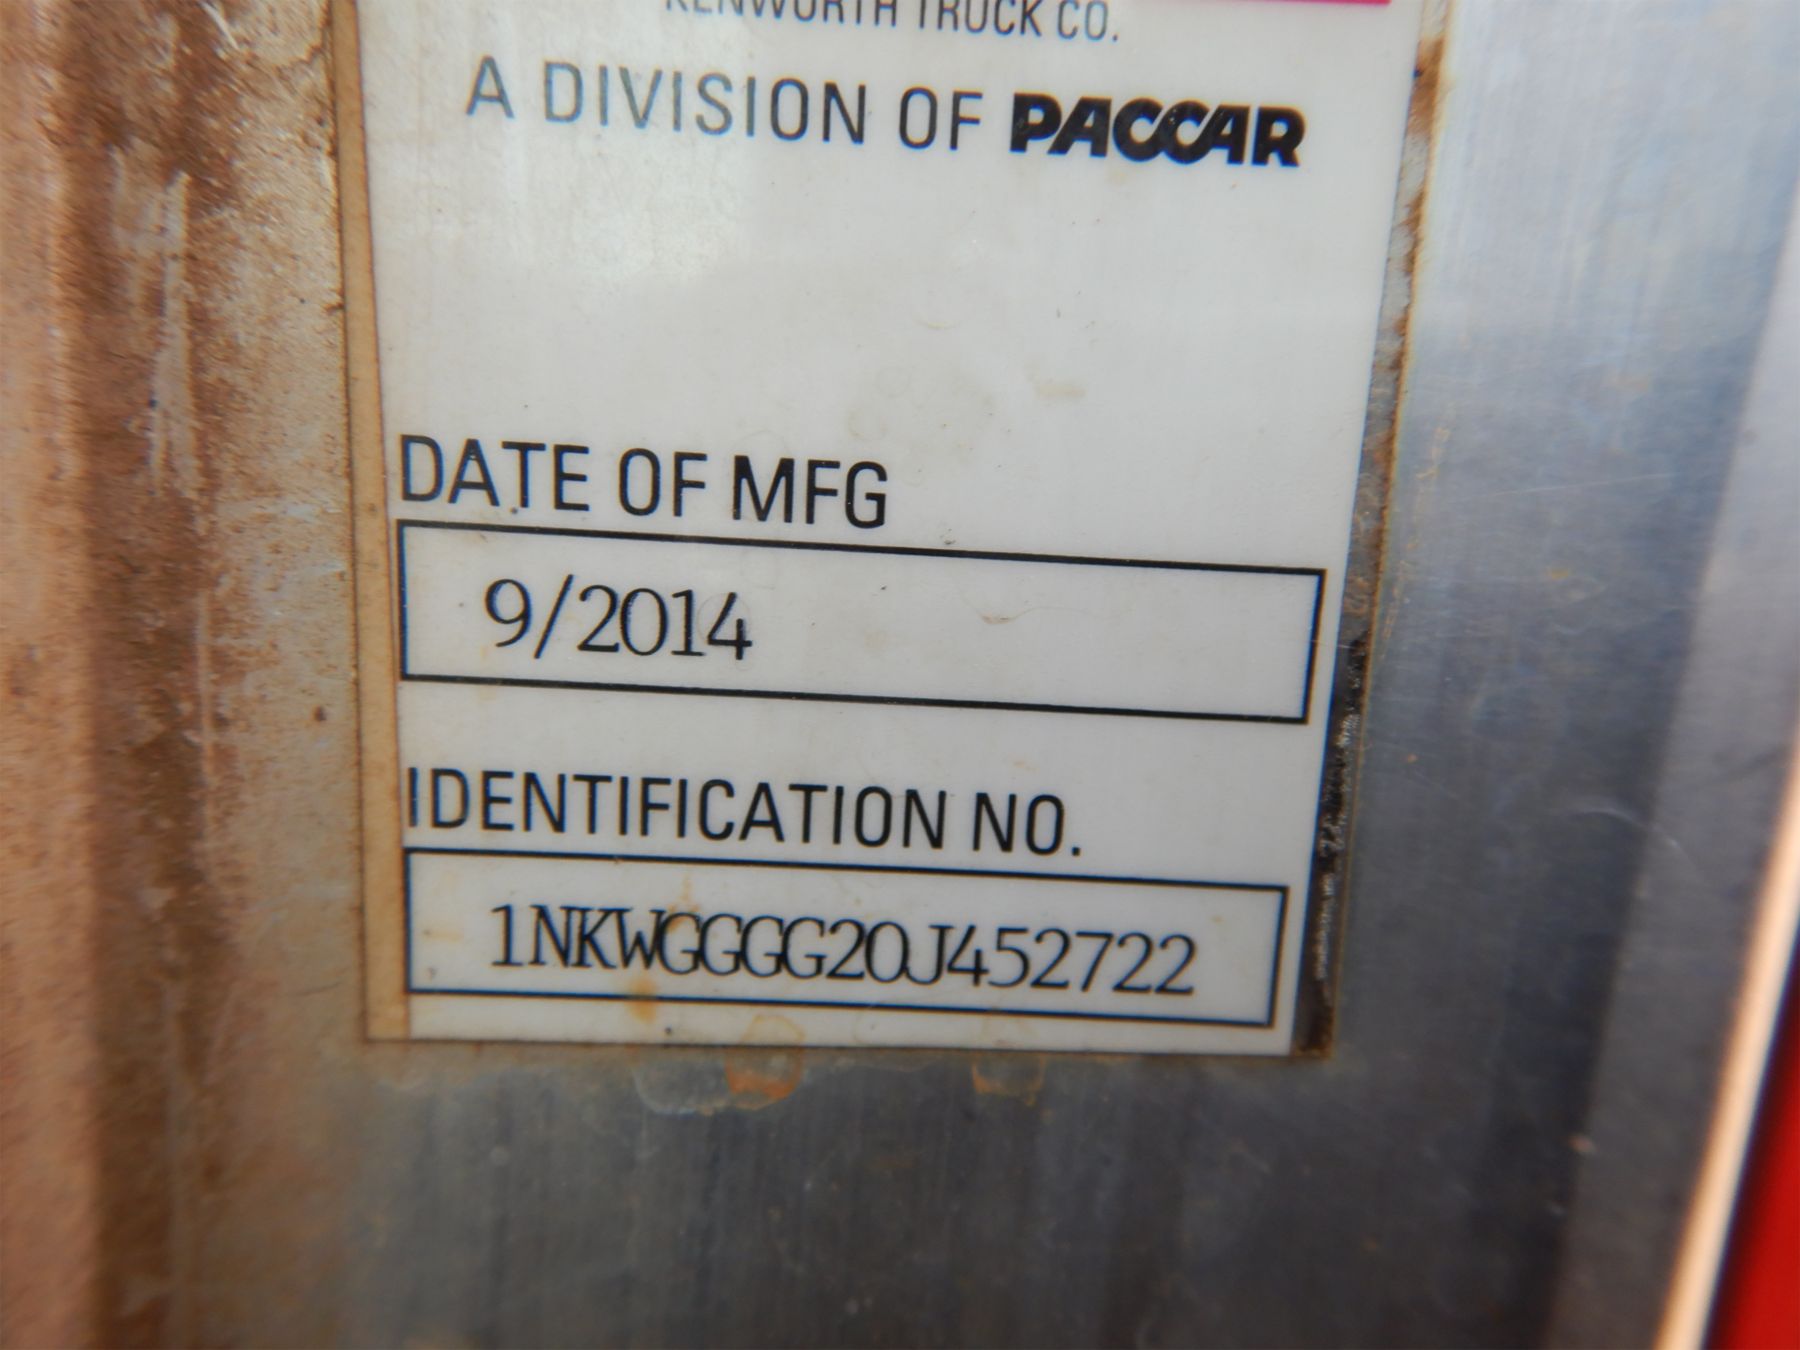 KENWORTH TRUCK CO.
A DIVISION OF PACCAR
DATE OF MFG
9/2014
IDENTIFICATION NO.
1NKWGGGG20J452722